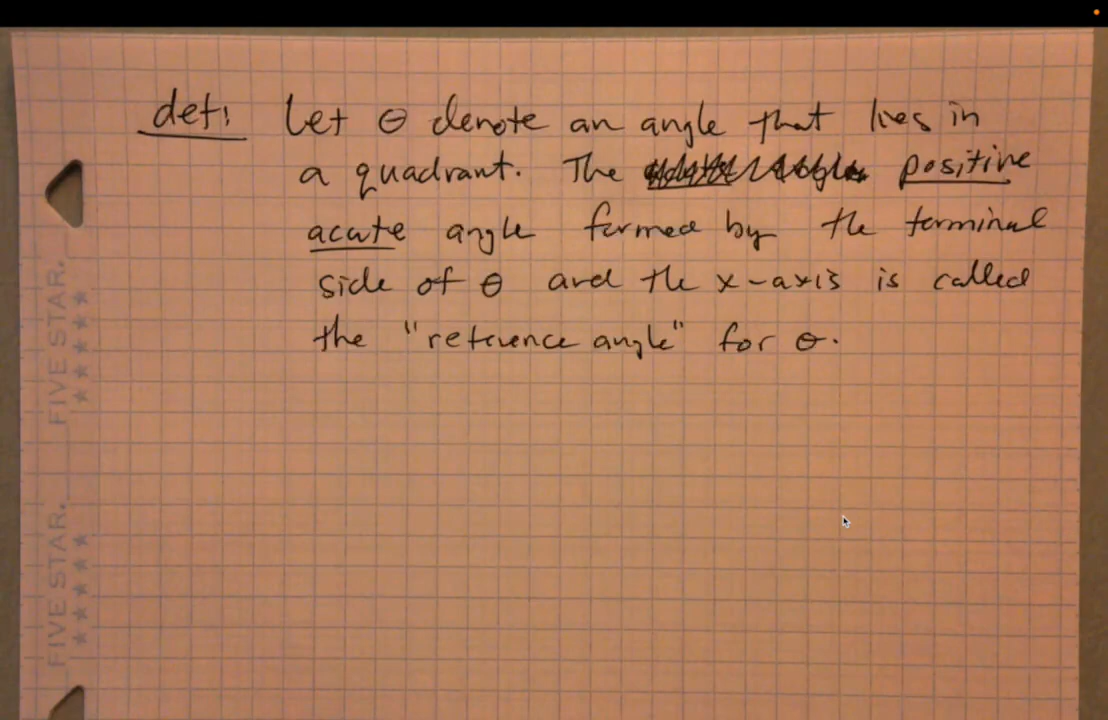 def: Let θ denote an angle that lies in
a quadrant. The positive
acute angle formed by the terminal
side of θ and the x-axis is called
the "reference angle" for θ.
FIVE STAR.
FIVE STAR.